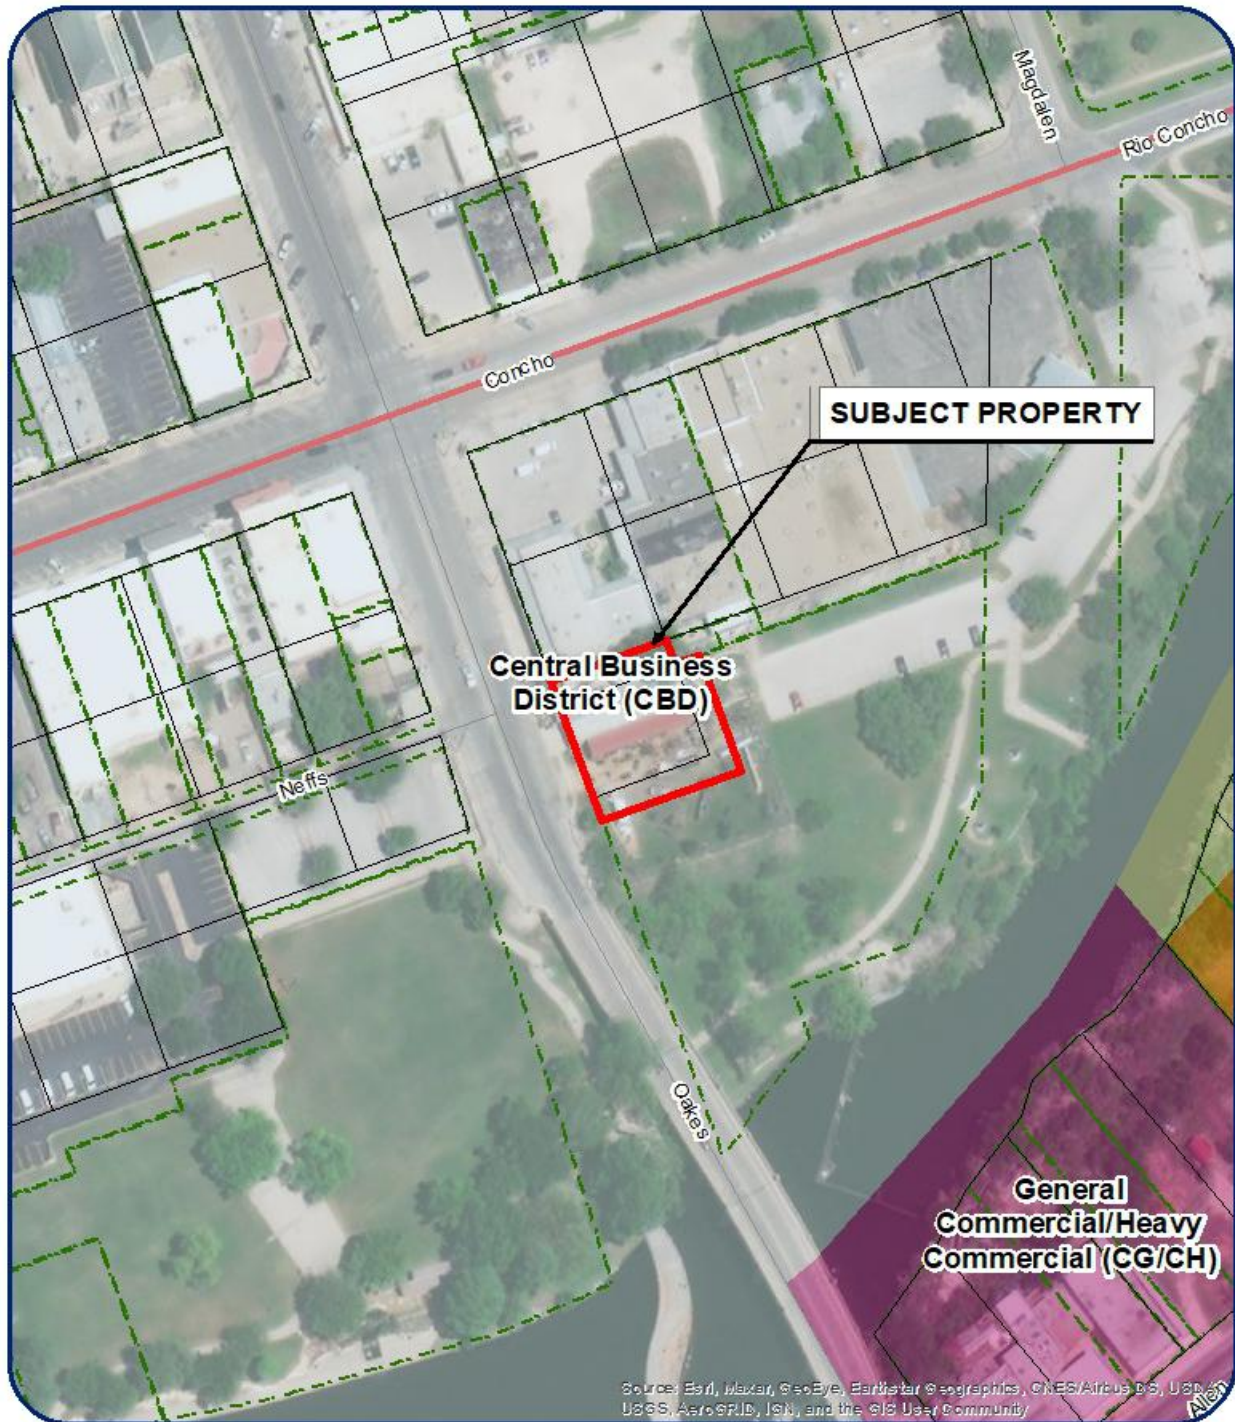 Magdalen
Rio Concho
Concho
SUBJECT PROPERTY
Central Business
District (CBD)
Neffs
Oakes
General
Commercial/Heavy
Commercial (CG/CH)
Allen
Source: Esri, Maxar, GeoEye, Earthstar Geographics, CNES/Airbus DS, USDA,
USGS, AeroGRID, IGN, and the GIS User Community